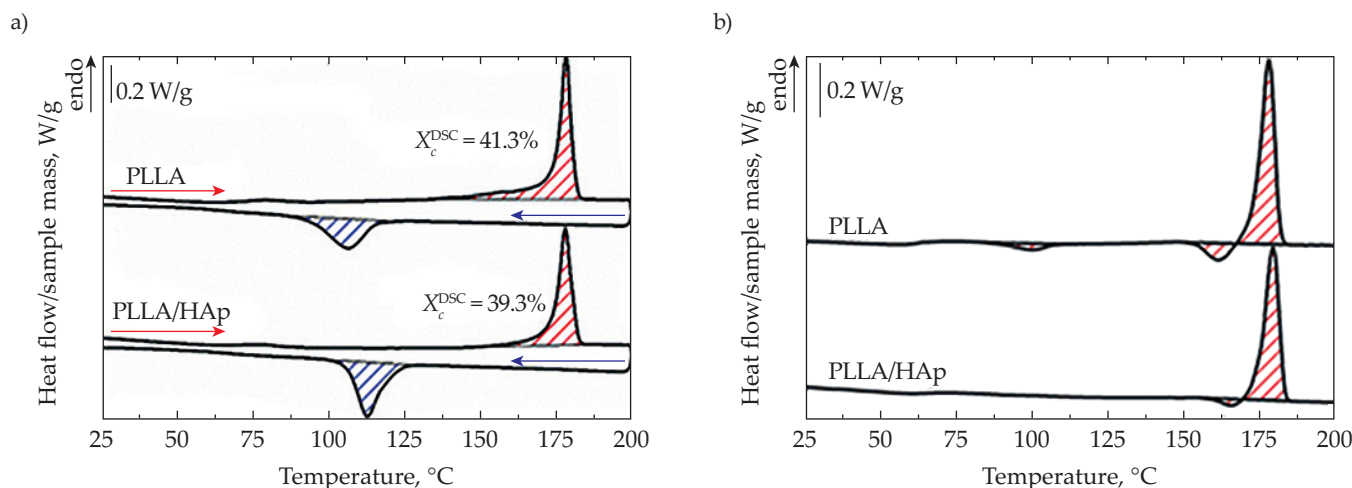 a)
endo
0.2 W/g
Heat flow/sample mass, W/g
PLLA
X_c^DSC = 41.3%
PLLA/HAp
X_c^DSC = 39.3%
25 50 75 100 125 150 175 200
Temperature, °C
b)
endo
0.2 W/g
Heat flow/sample mass, W/g
PLLA
PLLA/HAp
25 50 75 100 125 150 175 200
Temperature, °C